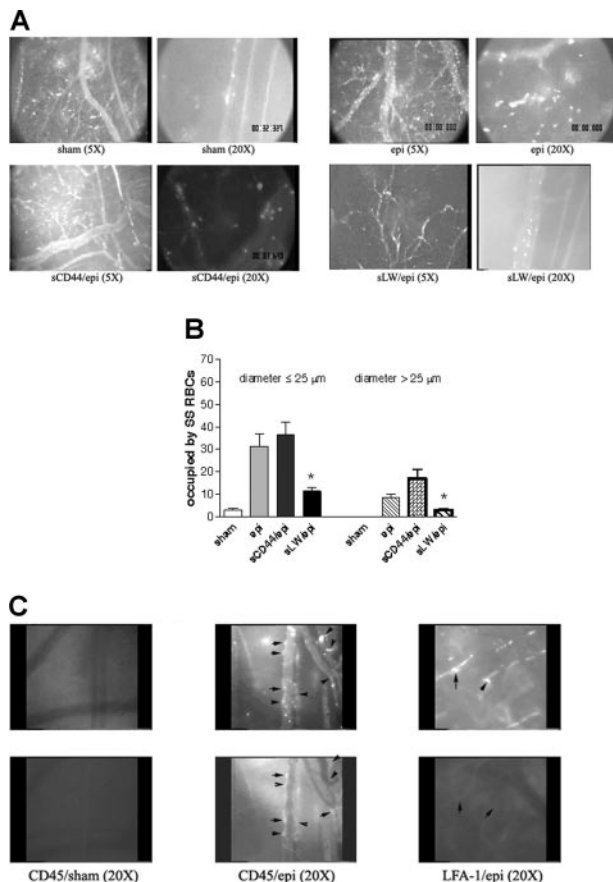 A
sham (5X)
sham (20X)
epi (5X)
epi (20X)
sCD44/epi (5X)
sCD44/epi (20X)
sLW/epi (5X)
sLW/epi (20X)
B
occupied by SS RBCs
70
60
50
40
30
20
10
0
diameter ≤ 25 μm
diameter > 25 μm
*
*
sham
epi
sCD44/epi
sLW/epi
sham
epi
sCD44/epi
sLW/epi
C
CD45/sham (20X)
CD45/epi (20X)
LFA-1/epi (20X)